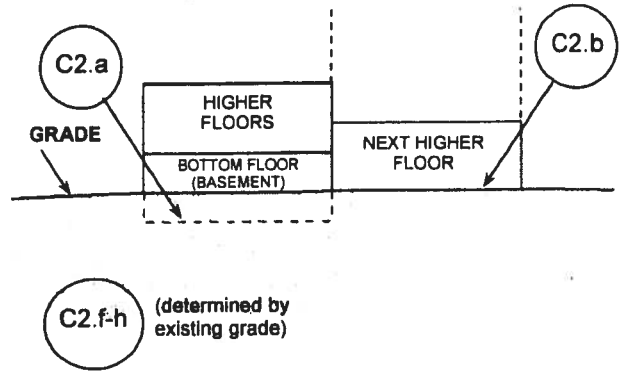 C2.a
C2.b
HIGHER
FLOORS
GRADE
NEXT HIGHER
FLOOR
BOTTOM FLOOR
(BASEMENT)
C2.f-h
(determined by
existing grade)